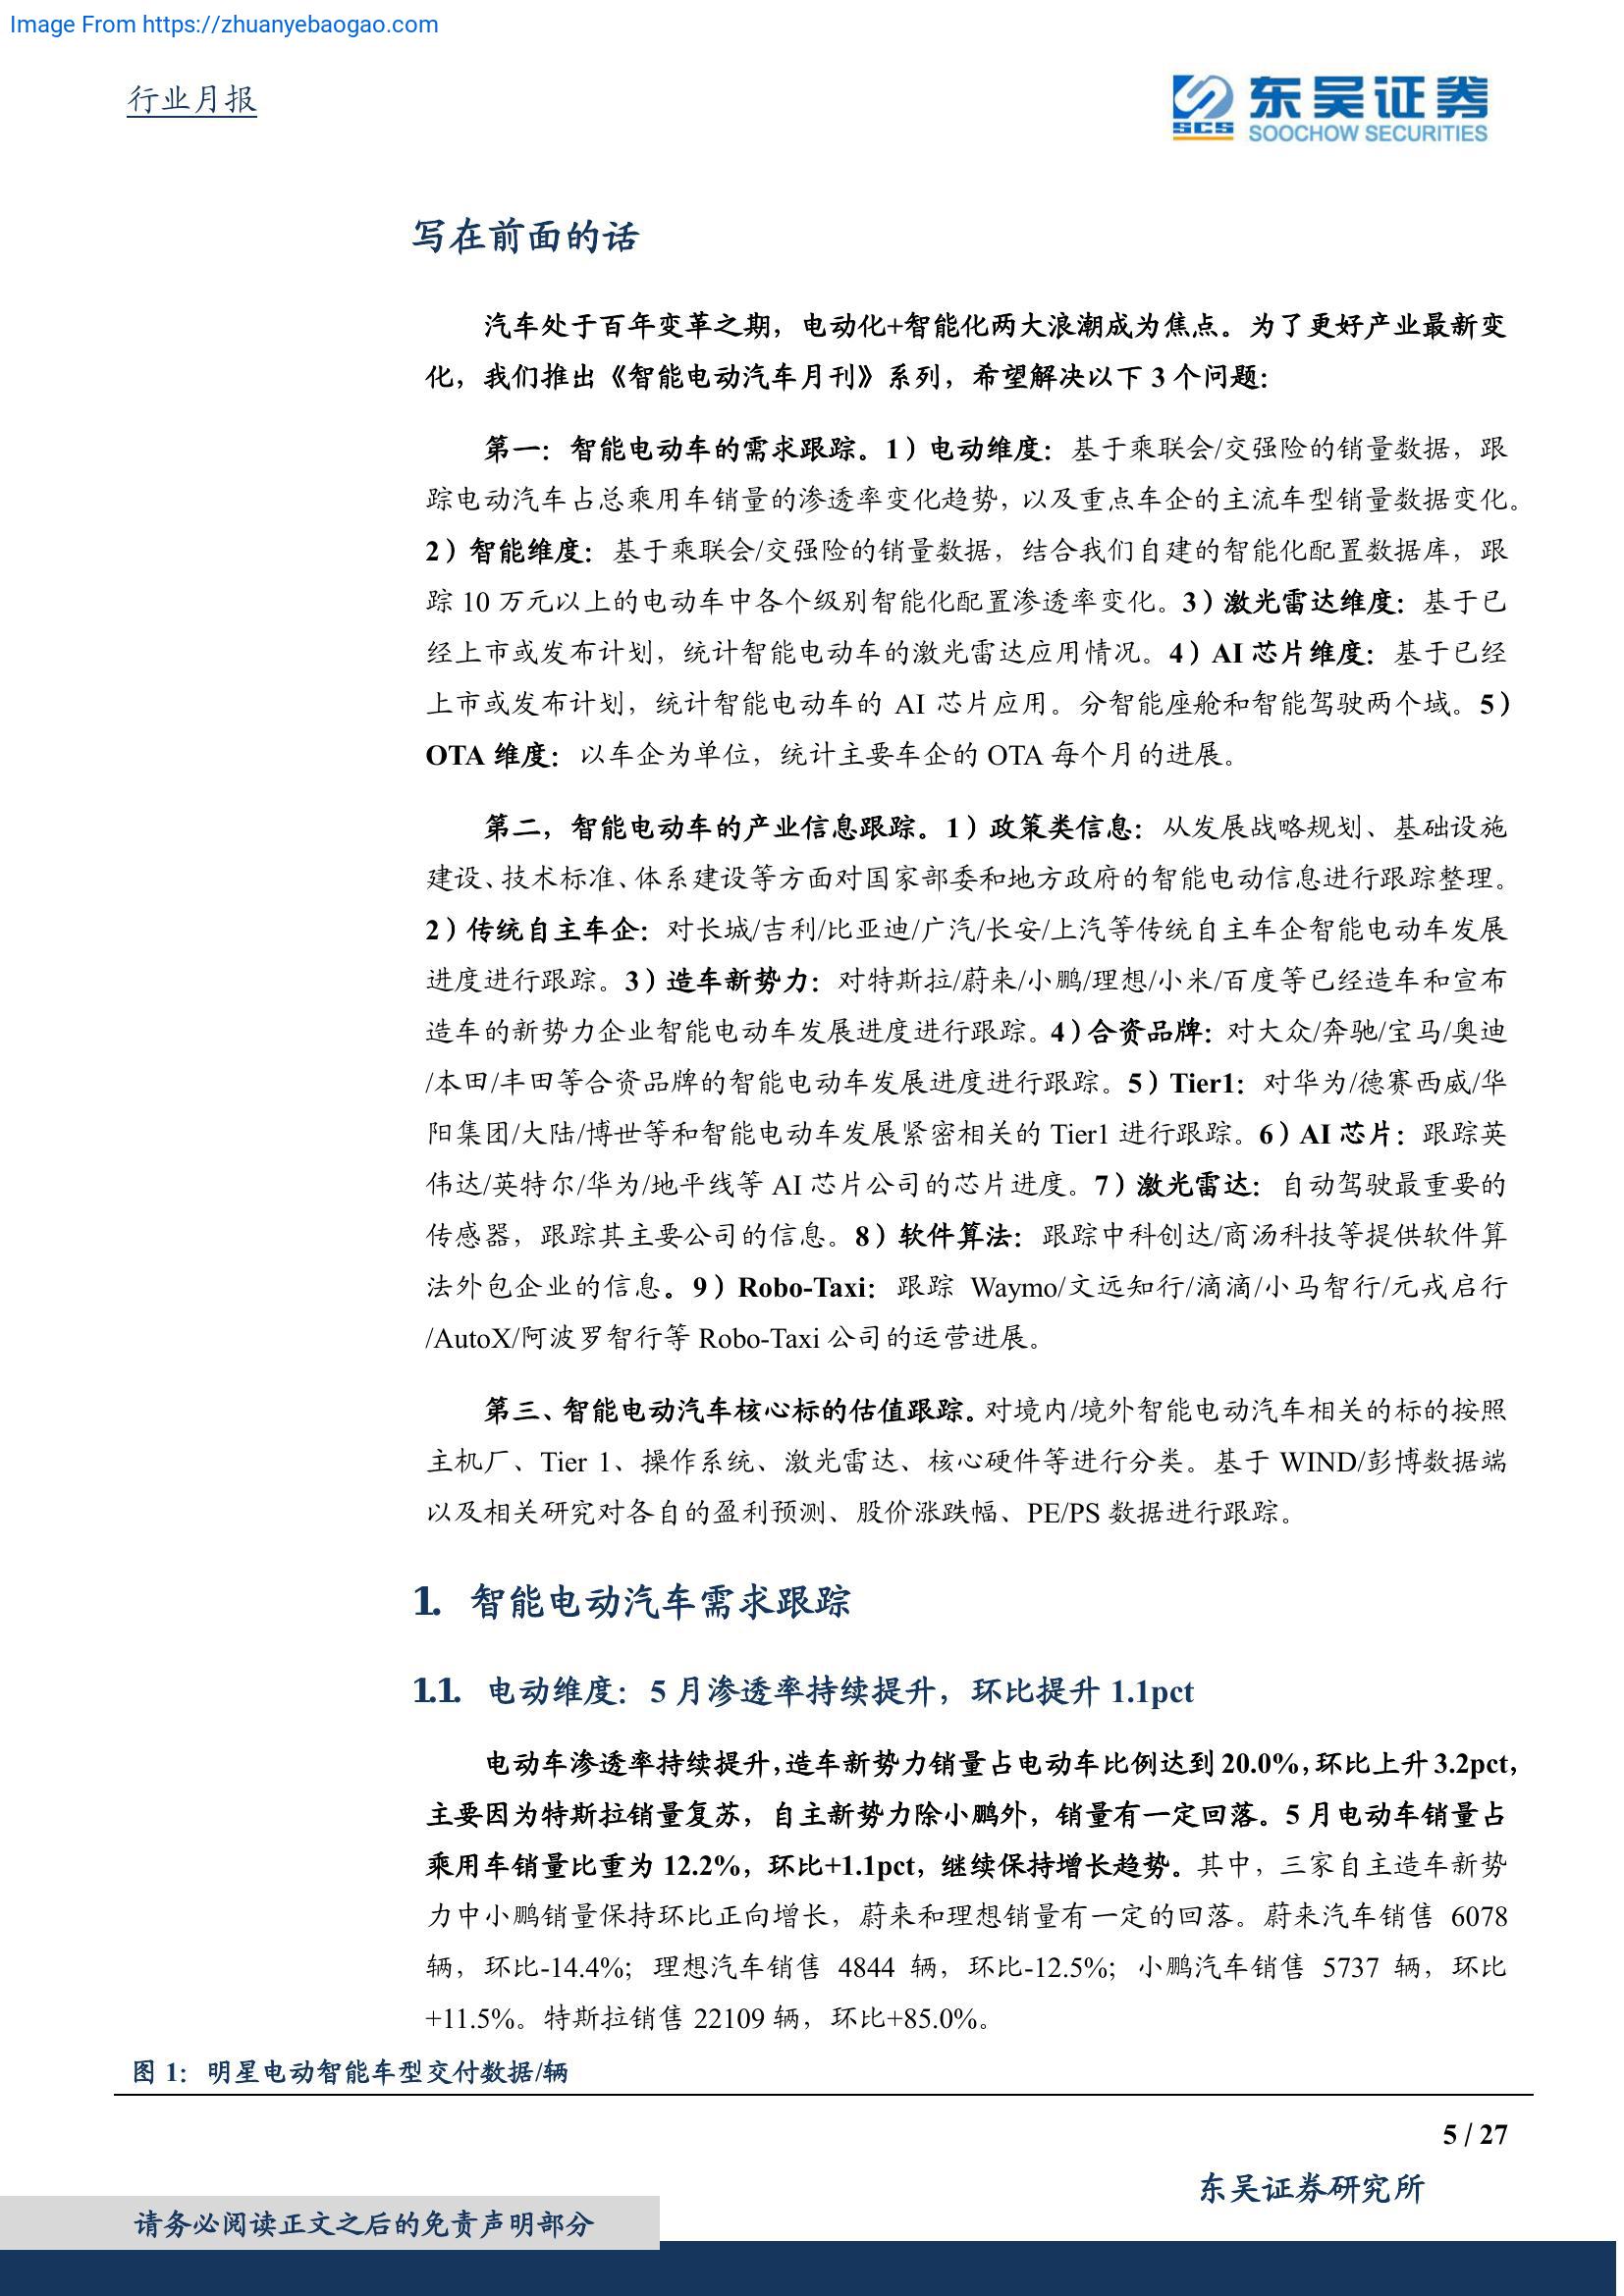 Image From https://zhuanyebaogao.com
行业月报
东吴证券
SCS
SOOCHOW SECURITIES
写在前面的话
汽车处于百年变革之期，电动化+智能化两大浪潮成为焦点。为了更好产业最新变
化，我们推出《智能电动汽车月刊》系列，希望解决以下 3 个问题：
第一：智能电动车的需求跟踪。1）电动维度：基于乘联会/交强险的销量数据，跟
踪电动汽车占总乘用车销量的渗透率变化趋势，以及重点车企的主流车型销量数据变化。
2）智能维度：基于乘联会/交强险的销量数据，结合我们自建的智能化配置数据库，跟
踪 10 万元以上的电动车中各个级别智能化配置渗透率变化。3）激光雷达维度：基于已
经上市或发布计划，统计智能电动车的激光雷达应用情况。4）AI 芯片维度：基于已经
上市或发布计划，统计智能电动车的 AI 芯片应用。分智能座舱和智能驾驶两个域。5）
OTA 维度：以车企为单位，统计主要车企的 OTA 每个月的进展。
第二，智能电动车的产业信息跟踪。1）政策类信息：从发展战略规划、基础设施
建设、技术标准、体系建设等方面对国家部委和地方政府的智能电动信息进行跟踪整理。
2）传统自主车企：对长城/吉利/比亚迪/广汽/长安/上汽等传统自主车企智能电动车发展
进度进行跟踪。3）造车新势力：对特斯拉/蔚来/小鹏/理想/小米/百度等已经造车和宣布
造车的新势力企业智能电动车发展进度进行跟踪。4）合资品牌：对大众/奔驰/宝马/奥迪
/本田/丰田等合资品牌的智能电动车发展进度进行跟踪。5）Tier1：对华为/德赛西威/华
阳集团/大陆/博世等和智能电动车发展紧密相关的 Tier1 进行跟踪。6）AI 芯片：跟踪英
伟达/英特尔/华为/地平线等 AI 芯片公司的芯片进度。7）激光雷达：自动驾驶最重要的
传感器，跟踪其主要公司的信息。8）软件算法：跟踪中科创达/商汤科技等提供软件算
法外包企业的信息。9）Robo-Taxi：跟踪 Waymo/文远知行/滴滴/小马智行/元戎启行
/AutoX/阿波罗智行等 Robo-Taxi 公司的运营进展。
第三、智能电动汽车核心标的估值跟踪。对境内/境外智能电动汽车相关的标的按照
主机厂、Tier 1、操作系统、激光雷达、核心硬件等进行分类。基于 WIND/彭博数据端
以及相关研究对各自的盈利预测、股价涨跌幅、PE/PS 数据进行跟踪。
1. 智能电动汽车需求跟踪
1.1. 电动维度：5 月渗透率持续提升，环比提升 1.1pct
电动车渗透率持续提升，造车新势力销量占电动车比例达到 20.0%，环比上升 3.2pct，
主要因为特斯拉销量复苏，自主新势力除小鹏外，销量有一定回落。5 月电动车销量占
乘用车销量比重为 12.2%，环比+1.1pct，继续保持增长趋势。其中，三家自主造车新势
力中小鹏销量保持环比正向增长，蔚来和理想销量有一定的回落。蔚来汽车销售 6078
辆，环比-14.4%；理想汽车销售 4844 辆，环比-12.5%；小鹏汽车销售 5737 辆，环比
+11.5%。特斯拉销售 22109 辆，环比+85.0%。
图 1：明星电动智能车型交付数据/辆
5 / 27
东吴证券研究所
请务必阅读正文之后的免责声明部分